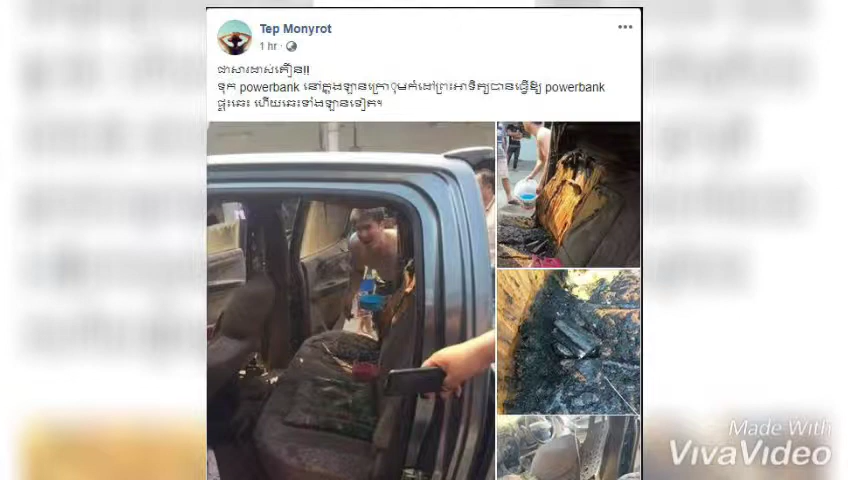 Tep Monyrot
1 hr ·
ជាសារដាស់តឿន!!
ទុក powerbank នៅក្នុងឡានក្រោុមកំដៅព្រះអាទិត្យបានធ្វើឱ្យ powerbank
ផ្ទុះឆេះ ហើយឆេះទាំងឡានទៀត។
Made With
VivaVideo